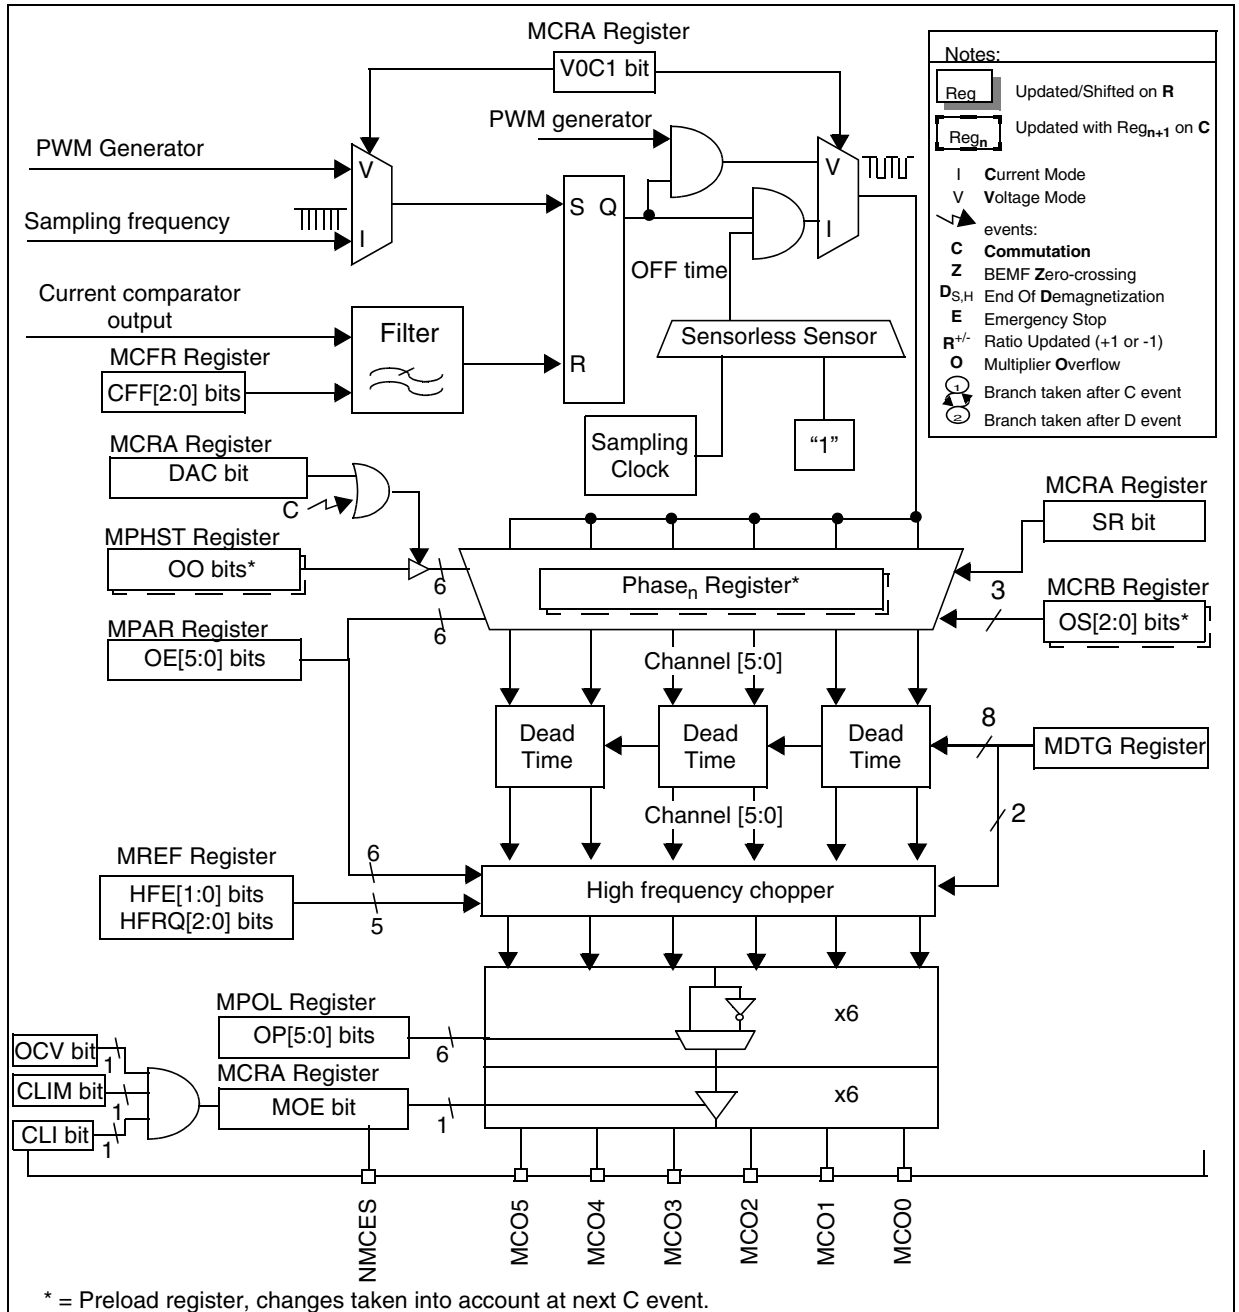 MCRA Register
V0C1 bit
PWM generator
PWM Generator
V
Sampling frequency
I
S Q
V
I
OFF time
Current comparator
output
Filter
MCFR Register
CFF[2:0] bits
R
Sensorless Sensor
Sampling
Clock
“1”
Notes:
Reg
Updated/Shifted on R
Regn
Updated with Regn+1 on C
I Current Mode
V Voltage Mode
events:
C Commutation
Z BEMF Zero-crossing
DS,H End Of Demagnetization
E Emergency Stop
R+/- Ratio Updated (+1 or -1)
O Multiplier Overflow
1
Branch taken after C event
2
Branch taken after D event
MCRA Register
DAC bit
C
MCRA Register
SR bit
MPHST Register
OO bits*
6
Phasen Register*
3
MCRB Register
OS[2:0] bits*
MPAR Register
OE[5:0] bits
6
Channel [5:0]
Dead
Time
Dead
Time
Dead
Time
8
MDTG Register
Channel [5:0]
2
MREF Register
HFE[1:0] bits
HFRQ[2:0] bits
6
5
High frequency chopper
MPOL Register
OP[5:0] bits
6
x6
OCV bit
1
CLIM bit
1
CLI bit
1
MCRA Register
MOE bit
1
x6
NMCES
MCO5
MCO4
MCO3
MCO2
MCO1
MCO0
* = Preload register, changes taken into account at next C event.